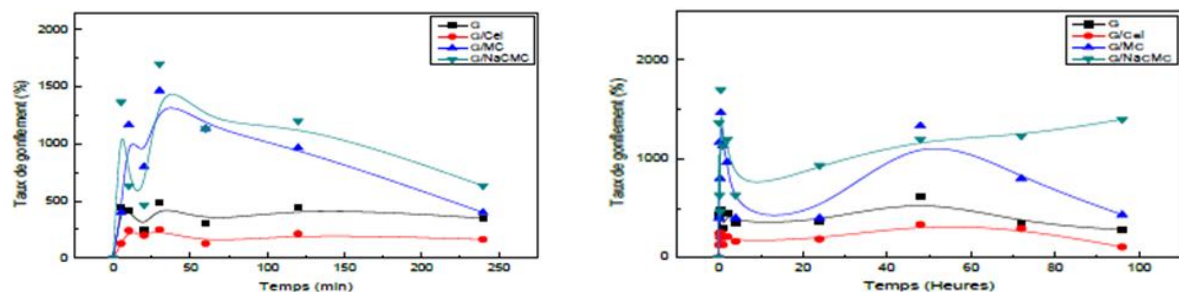 2000
1500
1000
500
0
Taux de gonflement (%)
G
G/Cel
G/MC
G/NaCMC
0 50 100 150 200 250
Temps (min)
2000
1000
0
Taux de gonflement (%)
G
G/Cel
G/MC
G/NaCMC
0 20 40 60 80 100
Temps (Heures)